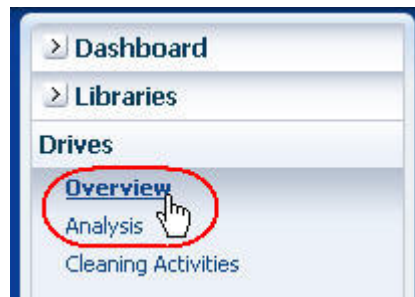 Dashboard
Libraries
Drives
Overview
Analysis
Cleaning Activities